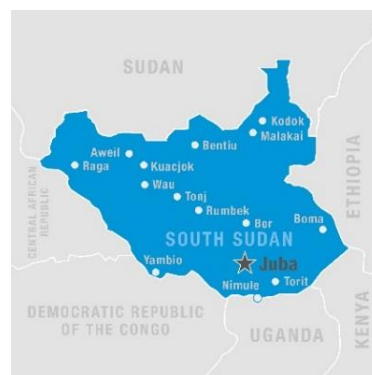 SUDAN
Kodok
Malakai
Bentiu
Aweil
Raga
Kuacjok
Wau
Tonj
Rumbek
Bor
Boma
ETHIOPIA
CENTRAL AFRICAN
REPUBLIC
SOUTH SUDAN
Juba
Yambio
Nimule
Torit
DEMOCRATIC REPUBLIC
OF THE CONGO
UGANDA
KENYA